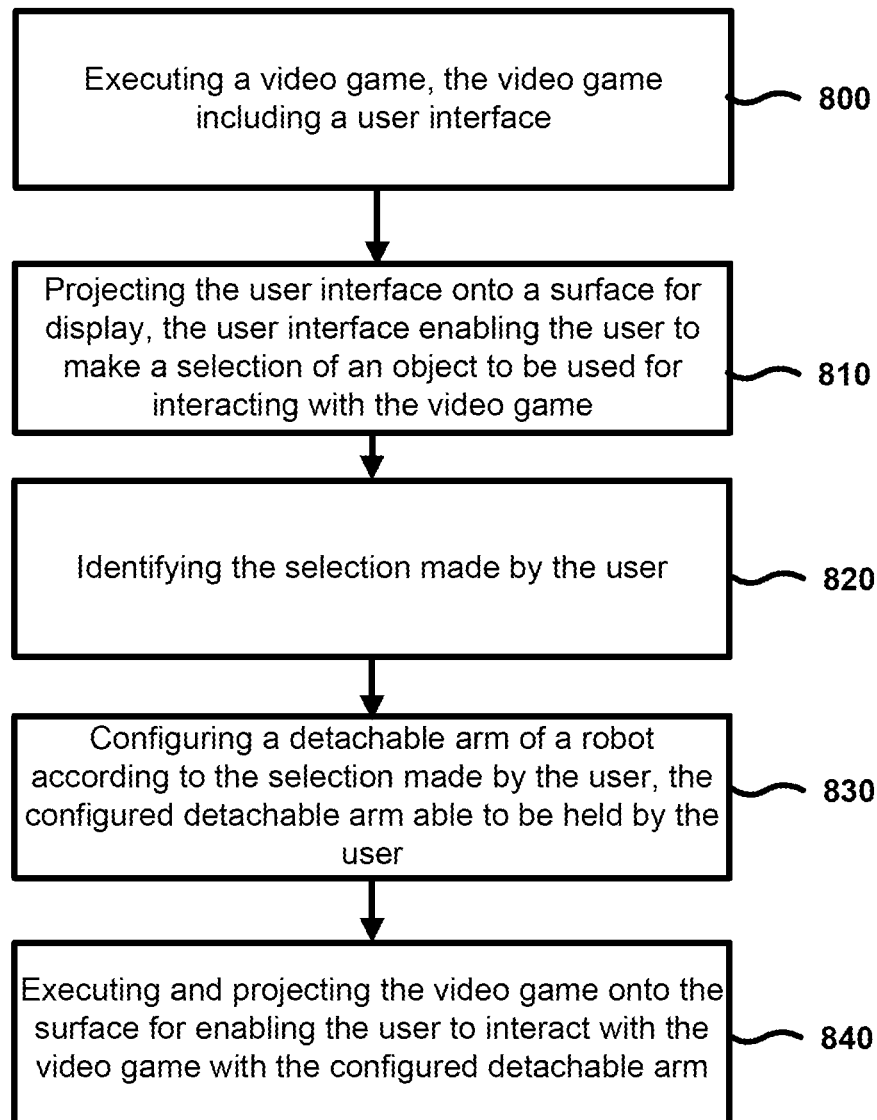 Executing a video game, the video game
including a user interface
800
Projecting the user interface onto a surface for
display, the user interface enabling the user to
make a selection of an object to be used for
interacting with the video game
810
Identifying the selection made by the user
820
Configuring a detachable arm of a robot
according to the selection made by the user, the
configured detachable arm able to be held by the
user
830
Executing and projecting the video game onto the
surface for enabling the user to interact with the
video game with the configured detachable arm
840